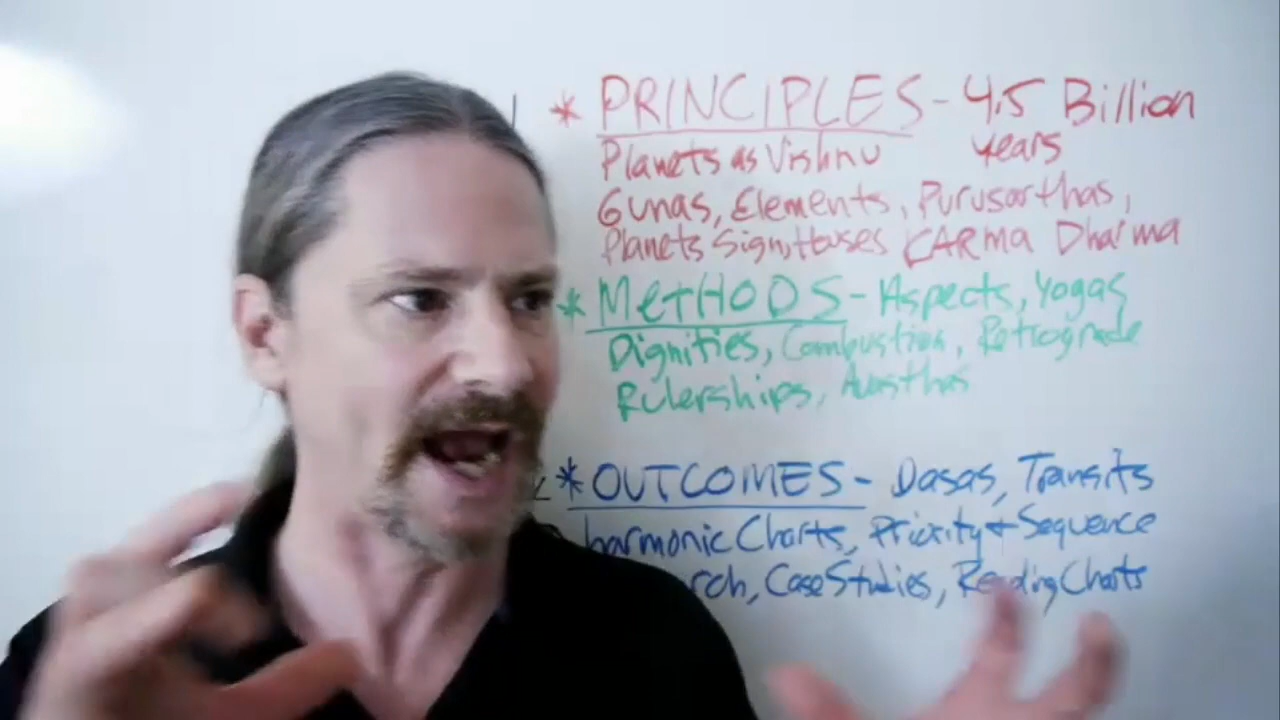 * PRINCIPLES - 4.5 Billion
Planets as Vishnu years
Gunas, Elements, Purusarthas,
Planets Signs, Houses KARMA Dharma
* METHODS - Aspects, Yogas
Dignities, Combustion, Retrograde
Rulerships, Avasthas
* OUTCOMES - Dasas, Transits
harmonic Charts, Priority + Sequence
rch, Case Studies, Reading Charts